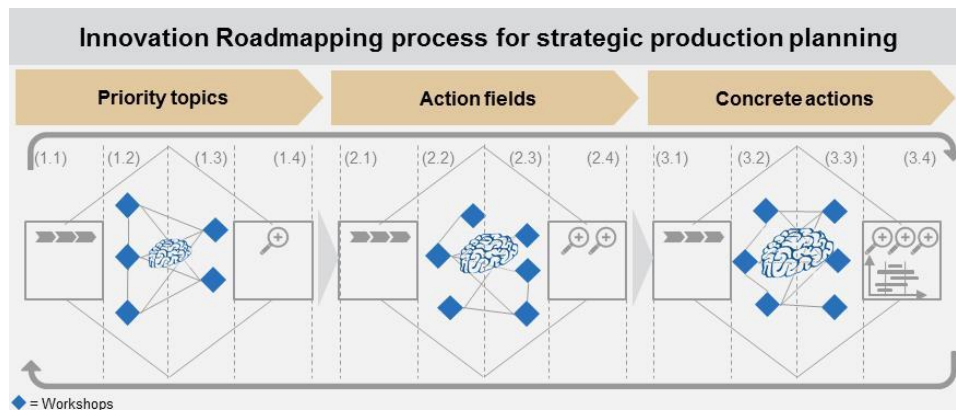 Innovation Roadmapping process for strategic production planning
Priority topics
Action fields
Concrete actions
(1.1) (1.2) (1.3) (1.4) (2.1) (2.2) (2.3) (2.4) (3.1) (3.2) (3.3) (3.4)
= Workshops